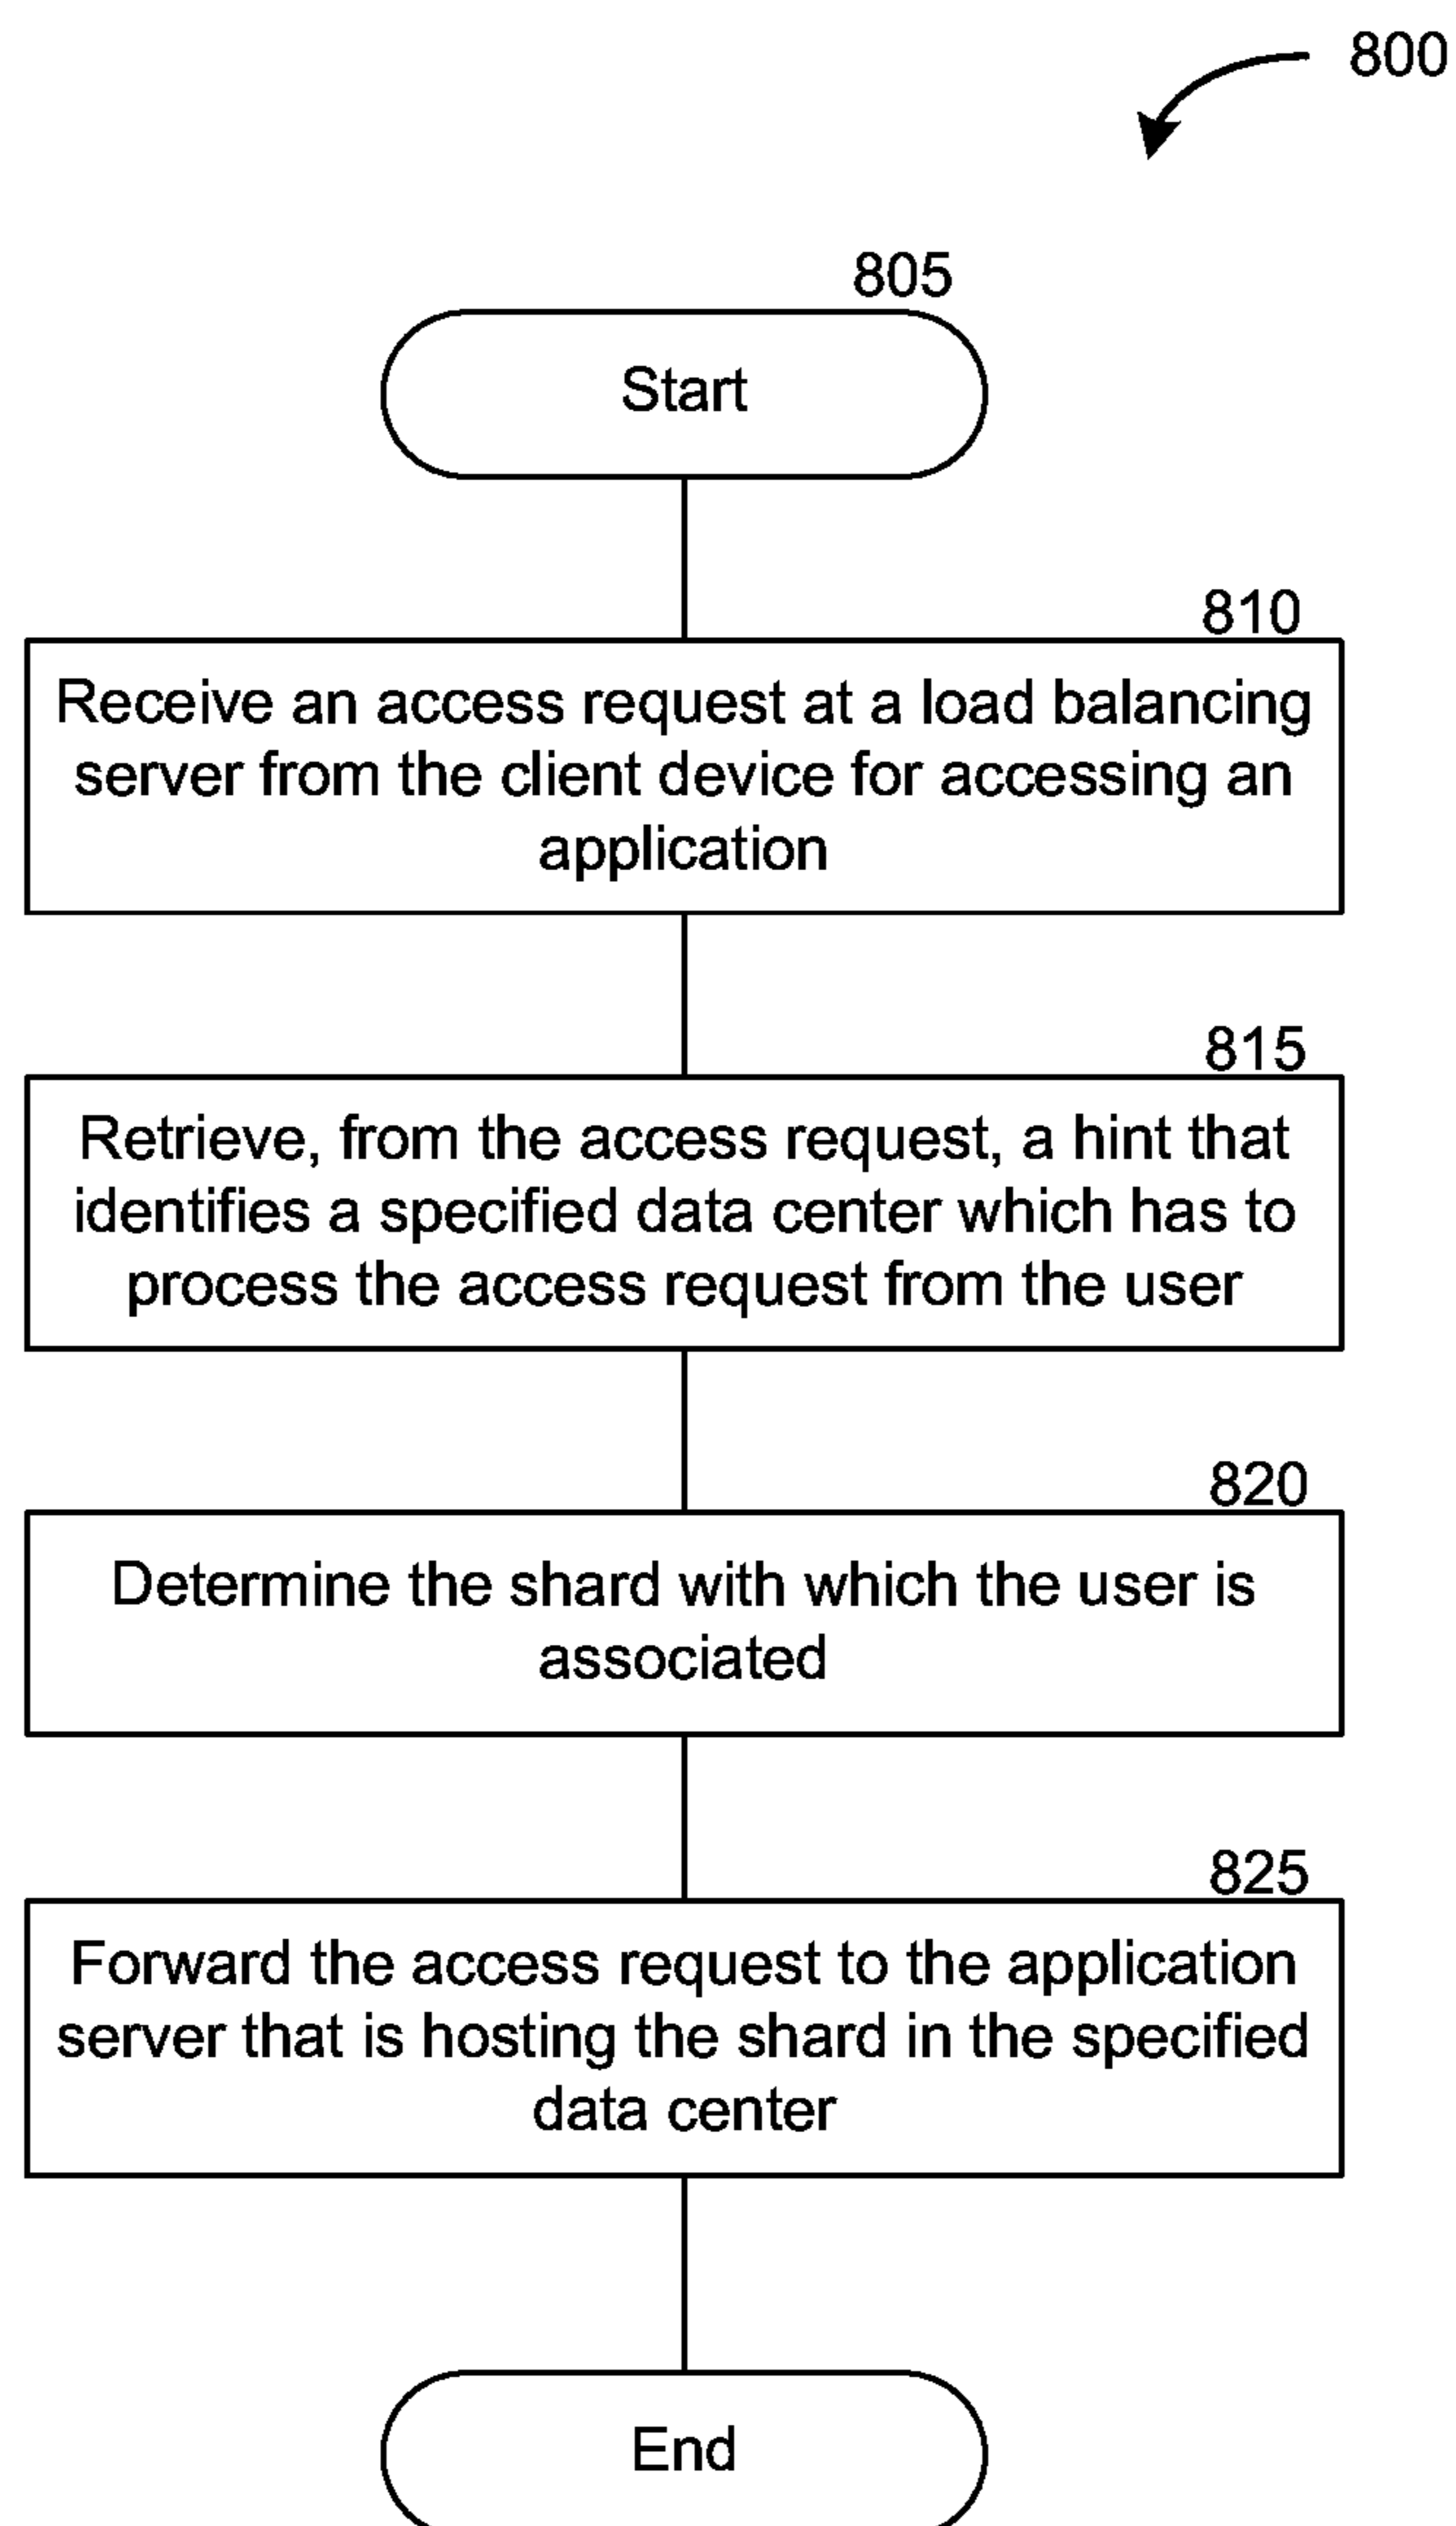 800
805
Start
810
Receive an access request at a load balancing
server from the client device for accessing an
application
815
Retrieve, from the access request, a hint that
identifies a specified data center which has to
process the access request from the user
820
Determine the shard with which the user is
associated
825
Forward the access request to the application
server that is hosting the shard in the specified
data center
End